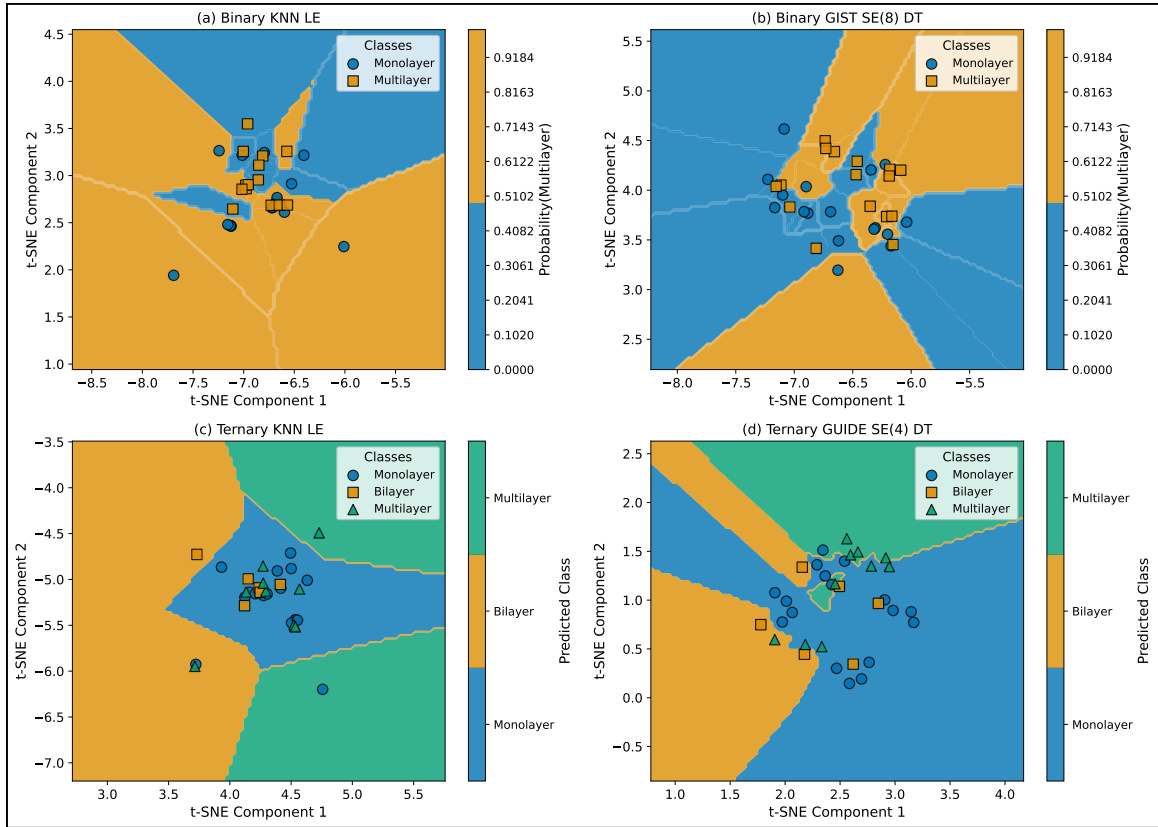 (a) Binary KNN LE
Classes
Monolayer
Multilayer
4.5
4.0
3.5
3.0
2.5
2.0
1.5
1.0
t-SNE Component 2
−8.5 −8.0 −7.5 −7.0 −6.5 −6.0 −5.5
t-SNE Component 1
0.9184
0.8163
0.7143
0.6122
0.5102
0.4082
0.3061
0.2041
0.1020
0.0000
Probability(Multilayer)
(b) Binary GIST SE(8) DT
Classes
Monolayer
Multilayer
5.5
5.0
4.5
4.0
3.5
3.0
2.5
t-SNE Component 2
−8.0 −7.5 −7.0 −6.5 −6.0 −5.5
t-SNE Component 1
0.9184
0.8163
0.7143
0.6122
0.5102
0.4082
0.3061
0.2041
0.1020
0.0000
Probability(Multilayer)
(c) Ternary KNN LE
Classes
Monolayer
Bilayer
Multilayer
−3.5
−4.0
−4.5
−5.0
−5.5
−6.0
−6.5
−7.0
t-SNE Component 2
3.0 3.5 4.0 4.5 5.0 5.5
t-SNE Component 1
Multilayer
Bilayer
Monolayer
Predicted Class
(d) Ternary GUIDE SE(4) DT
Classes
Monolayer
Bilayer
Multilayer
2.5
2.0
1.5
1.0
0.5
0.0
−0.5
t-SNE Component 2
1.0 1.5 2.0 2.5 3.0 3.5 4.0
t-SNE Component 1
Multilayer
Bilayer
Monolayer
Predicted Class